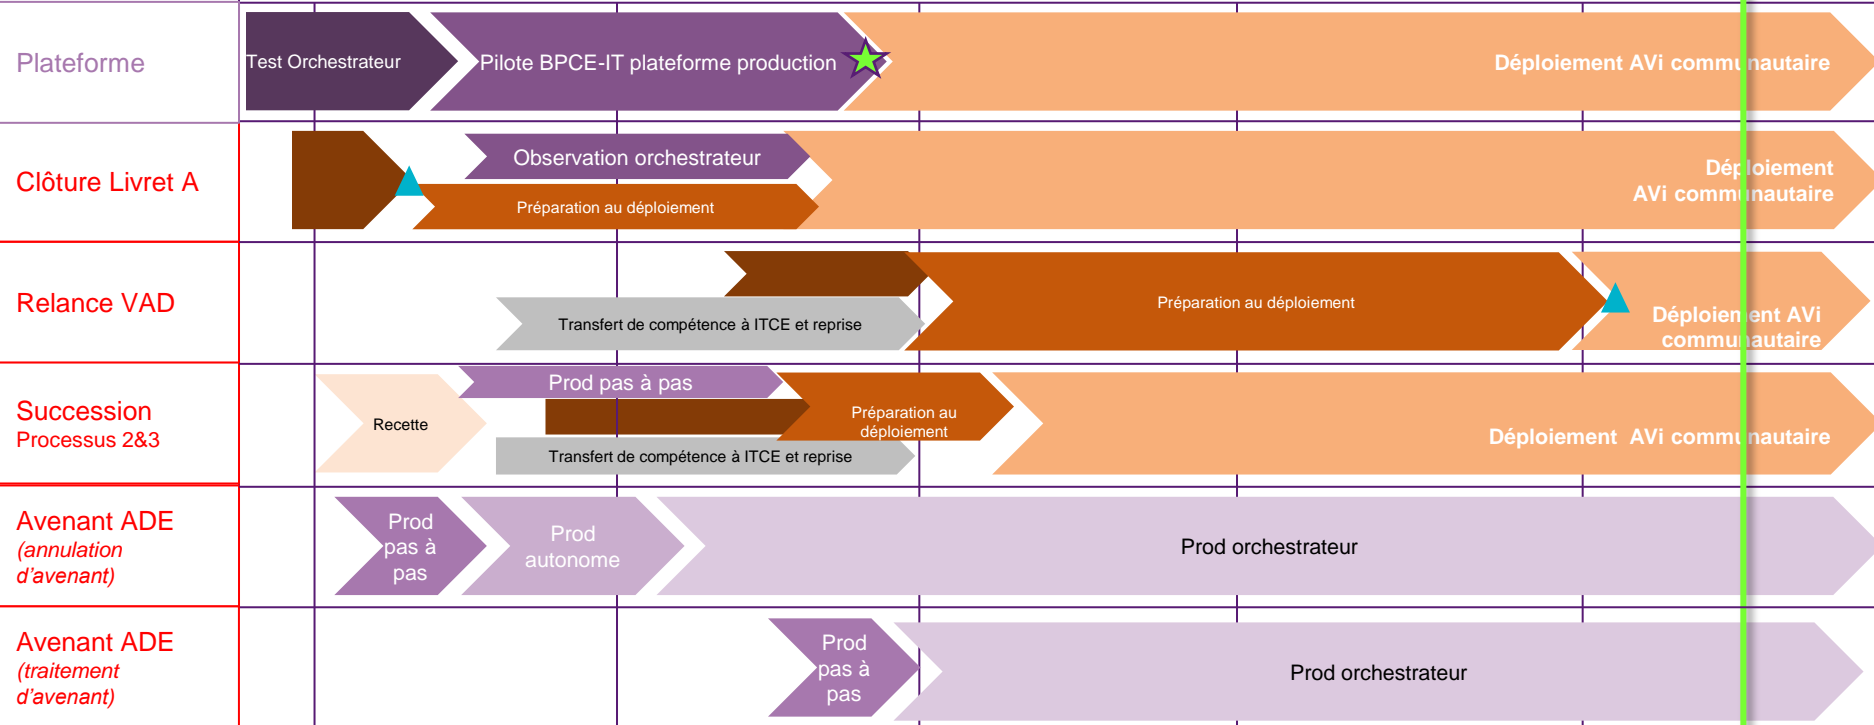 Plateforme
Test Orchestrateur
Pilote BPCE-IT plateforme production
Déploiement AVi communautaire
Clôture Livret A
Observation orchestrateur
Préparation au déploiement
Déploiement
AVi communautaire
Relance VAD
Transfert de compétence à ITCE et reprise
Préparation au déploiement
Déploiement AVi
communautaire
Succession
Processus 2&3
Recette
Prod pas à pas
Transfert de compétence à ITCE et reprise
Préparation au
déploiement
Déploiement AVi communautaire
Avenant ADE
(annulation
d'avenant)
Prod
pas à
pas
Prod
autonome
Prod orchestrateur
Avenant ADE
(traitement
d'avenant)
Prod
pas à
pas
Prod orchestrateur